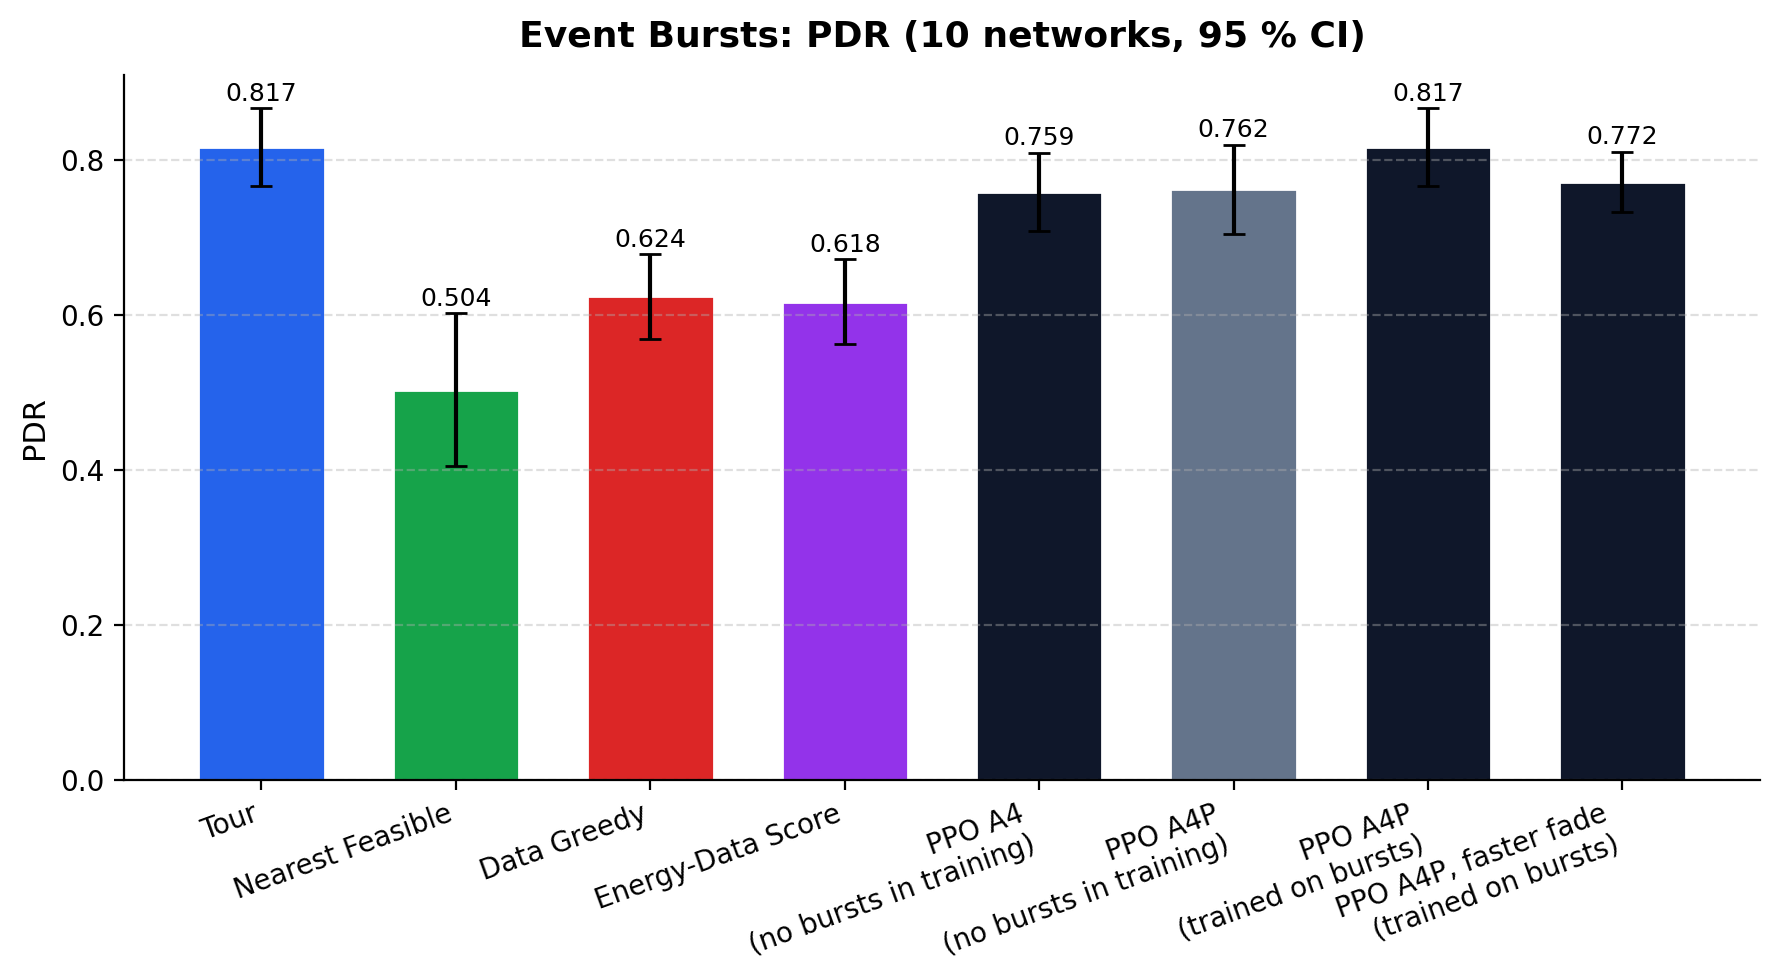 Event Bursts: PDR (10 networks, 95 % CI)
0.817
0.504
0.624
0.618
0.759
0.762
0.817
0.772
PDR
0.8
0.6
0.4
0.2
0.0
Tour
Nearest Feasible
Data Greedy
Energy-Data Score
PPO A4
(no bursts in training)
PPO A4P
(no bursts in training)
PPO A4P
(trained on bursts)
PPO A4P, faster fade
(trained on bursts)